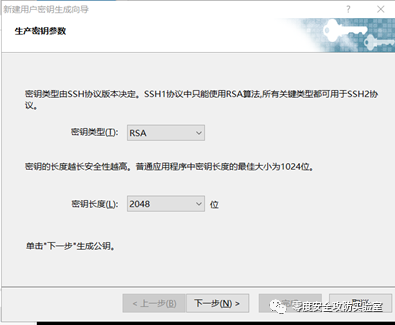 新建用户密钥生成向导
生产密钥参数
密钥类型由SSH协议版本决定。SSH1协议中只能使用RSA算法,所有关键类型都可用于SSH2协
议。
密钥类型(T): RSA
密钥的长度越长安全性越高。普通应用程序中密钥长度的最佳大小为1024位。
密钥长度(L): 2048 位
单击"下一步"生成公钥。
< 上一步(B) 下一步(N) >
零度安全攻防实验室